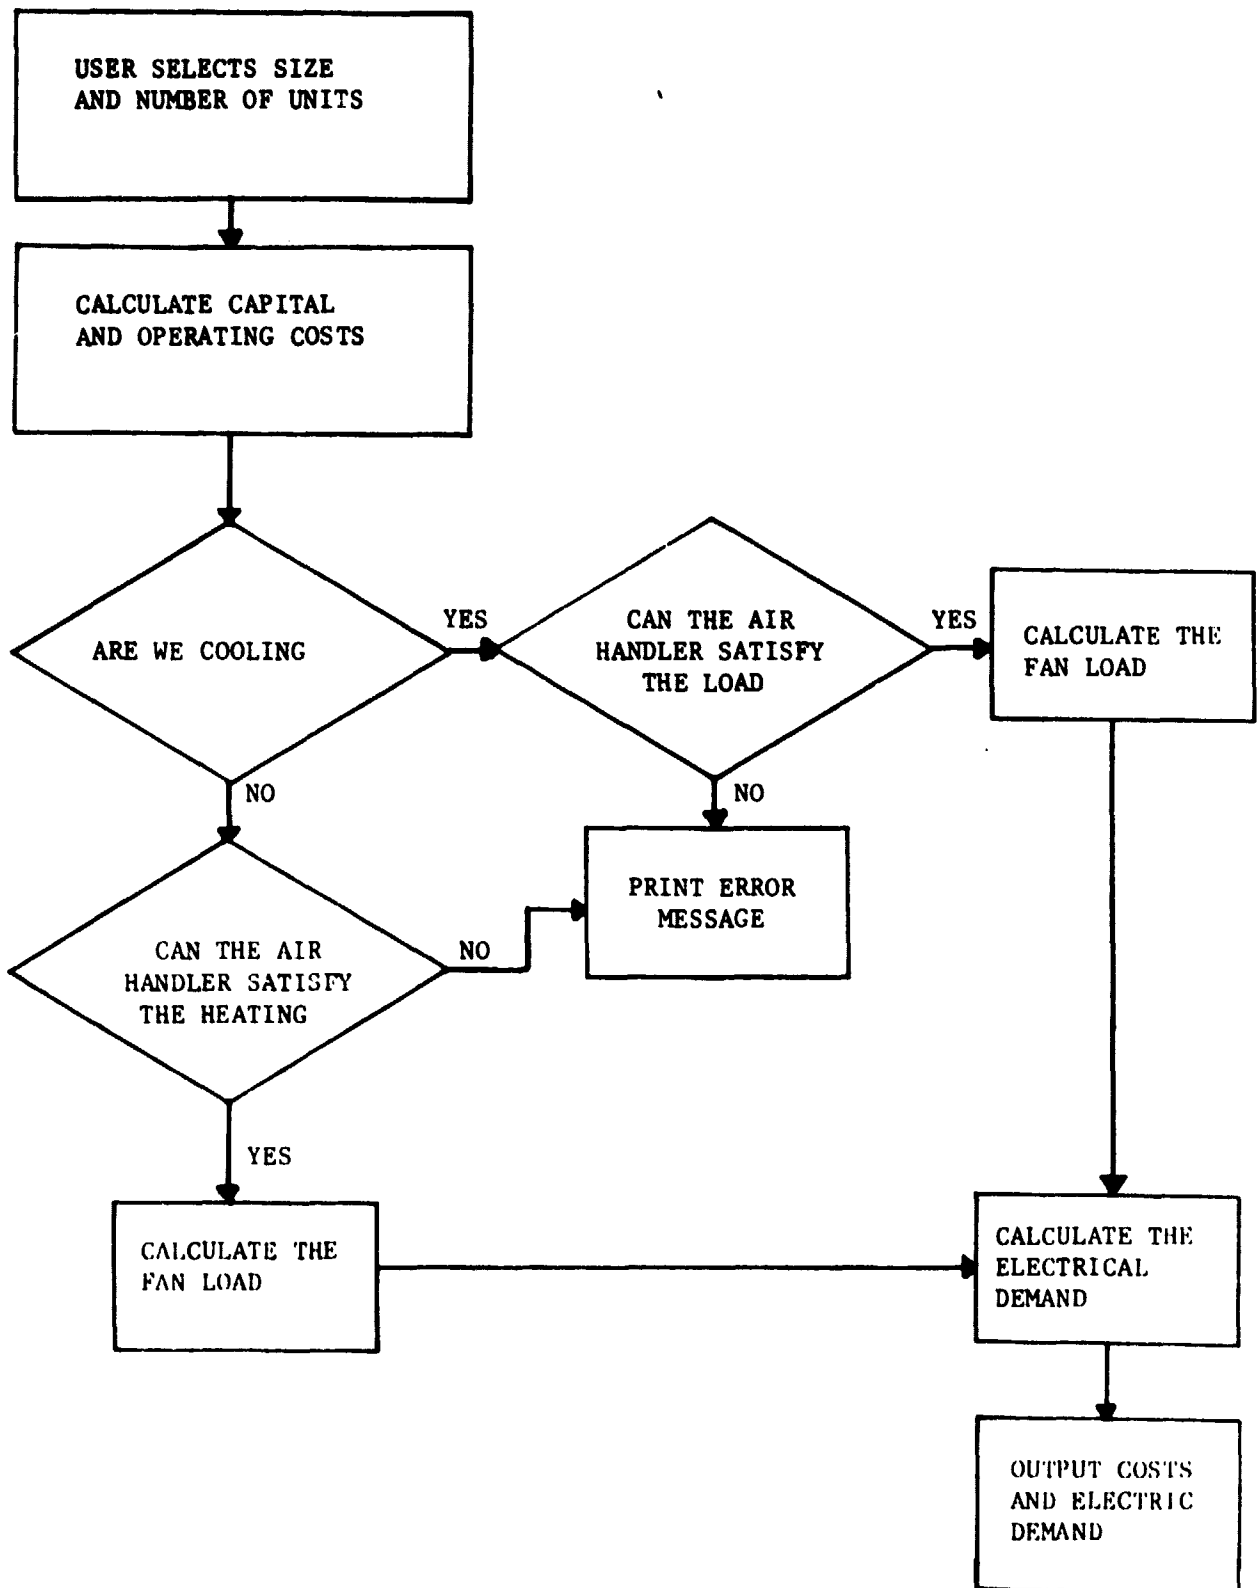 USER SELECTS SIZE
AND NUMBER OF UNITS
CALCULATE CAPITAL
AND OPERATING COSTS
ARE WE COOLING
YES
CAN THE AIR
HANDLER SATISFY
THE LOAD
YES
CALCULATE THE
FAN LOAD
NO
NO
PRINT ERROR
MESSAGE
CAN THE AIR
HANDLER SATISFY
THE HEATING
NO
YES
CALCULATE THE
FAN LOAD
CALCULATE THE
ELECTRICAL
DEMAND
OUTPUT COSTS
AND ELECTRIC
DEMAND